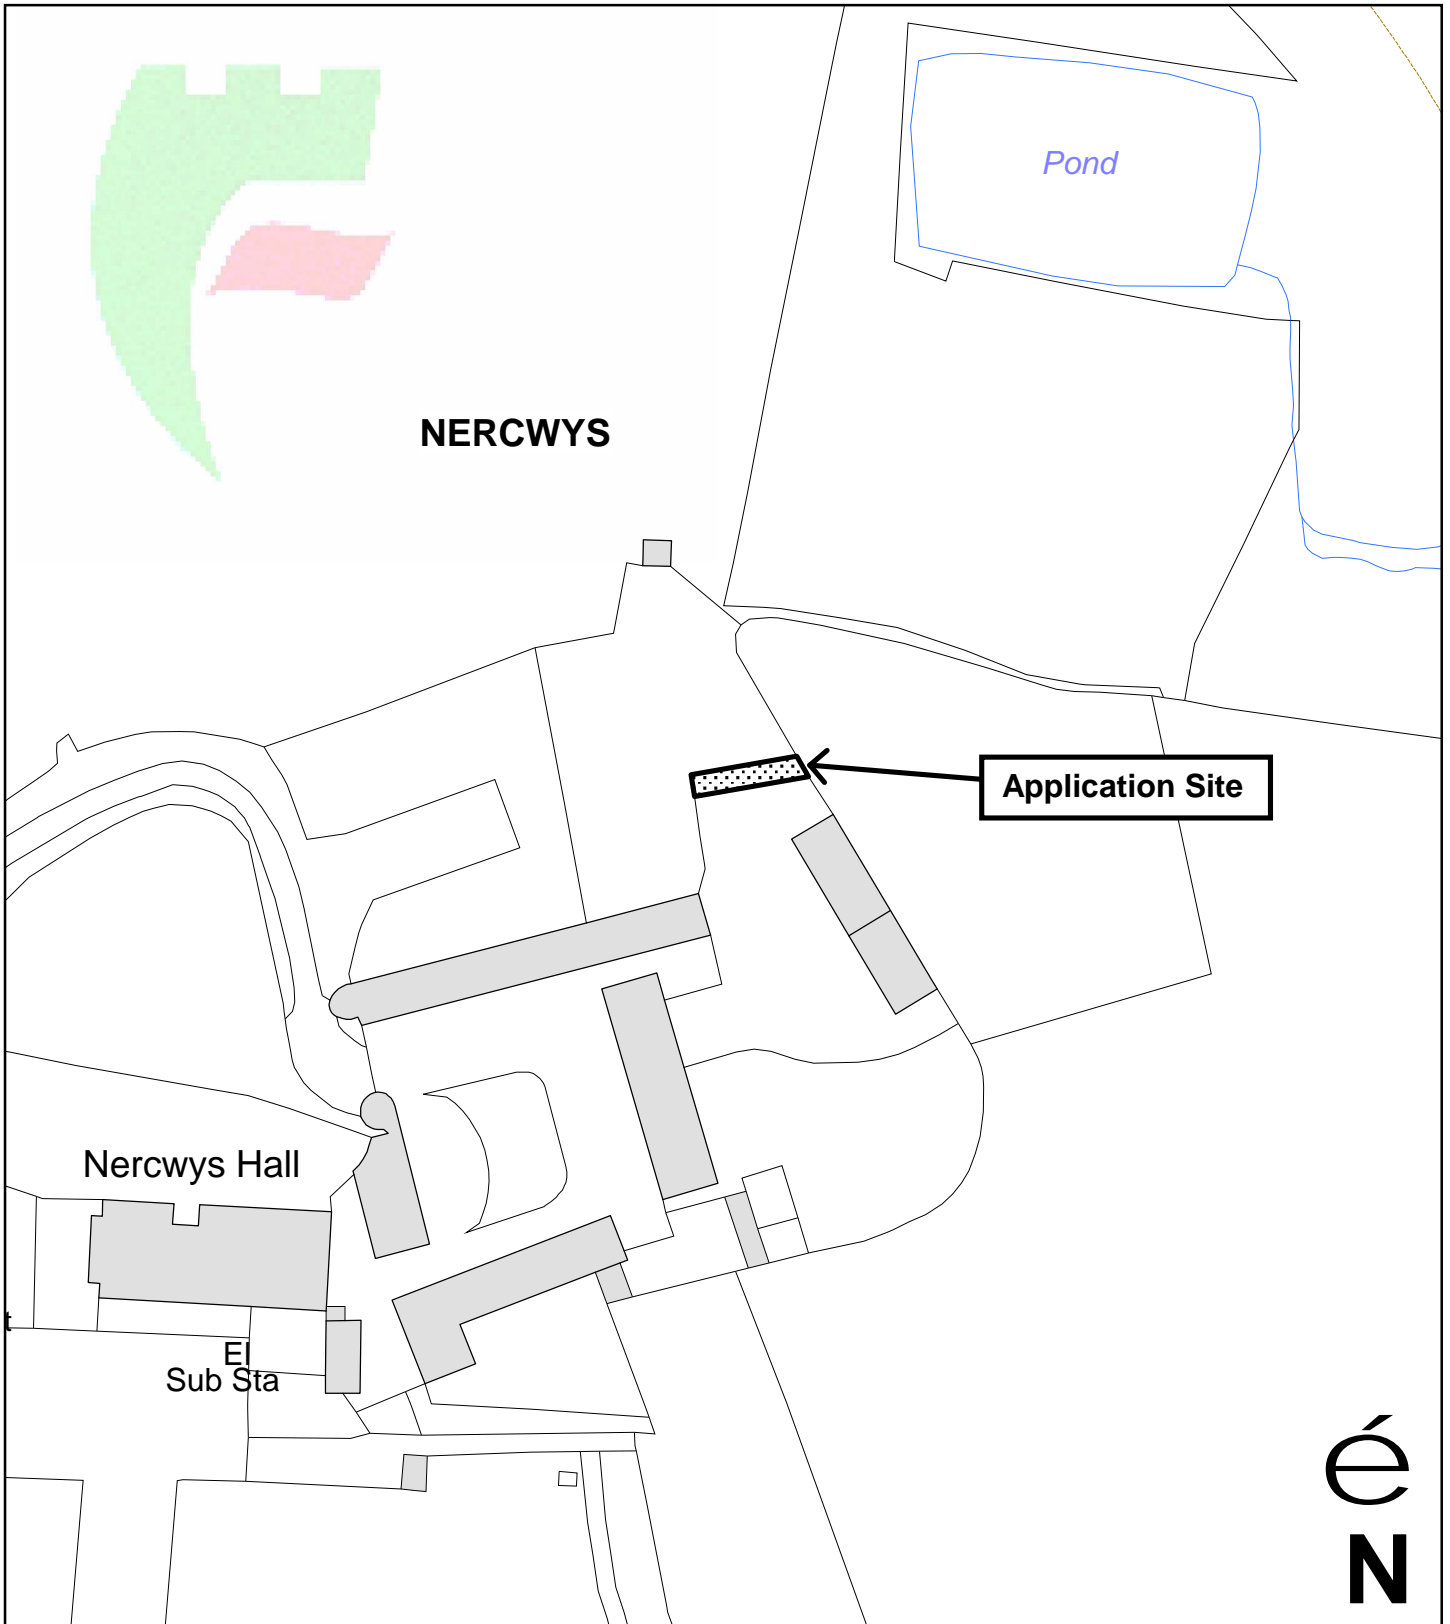 Pond
NERCWYS
Application Site
Nercwys Hall
t
El
Sub Sta
é
N